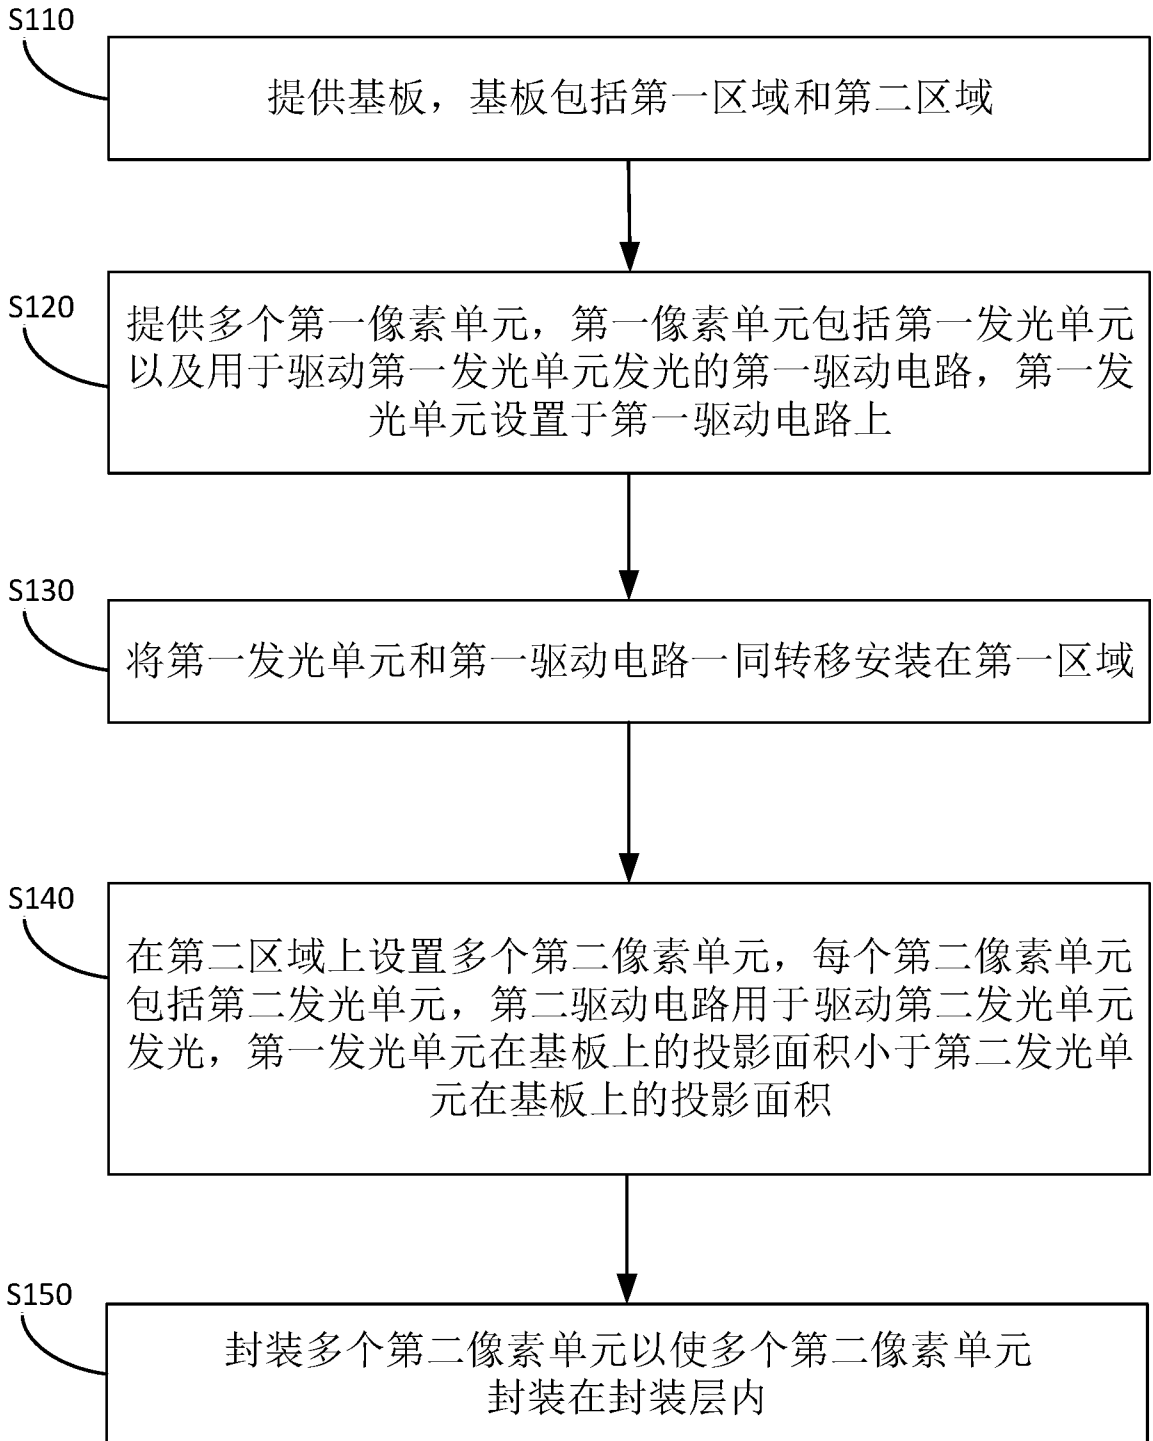 S110
提供基板，基板包括第一区域和第二区域
S120
提供多个第一像素单元，第一像素单元包括第一发光单元
以及用于驱动第一发光单元发光的第一驱动电路，第一发
光单元设置于第一驱动电路上
S130
将第一发光单元和第一驱动电路一同转移安装在第一区域
S140
在第二区域上设置多个第二像素单元，每个第二像素单元
包括第二发光单元，第二驱动电路用于驱动第二发光单元
发光，第一发光单元在基板上的投影面积小于第二发光单
元在基板上的投影面积
S150
封装多个第二像素单元以使多个第二像素单元
封装在封装层内